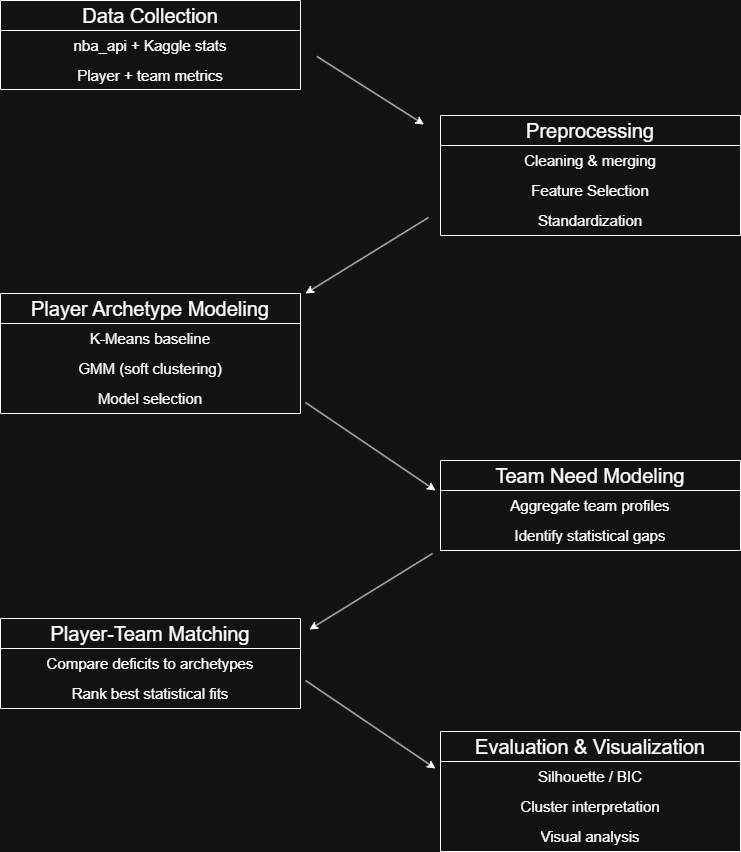 Data Collection
nba_api + Kaggle stats
Player + team metrics
Preprocessing
Cleaning & merging
Feature Selection
Standardization
Player Archetype Modeling
K-Means baseline
GMM (soft clustering)
Model selection
Team Need Modeling
Aggregate team profiles
Identify statistical gaps
Player-Team Matching
Compare deficits to archetypes
Rank best statistical fits
Evaluation & Visualization
Silhouette / BIC
Cluster interpretation
Visual analysis